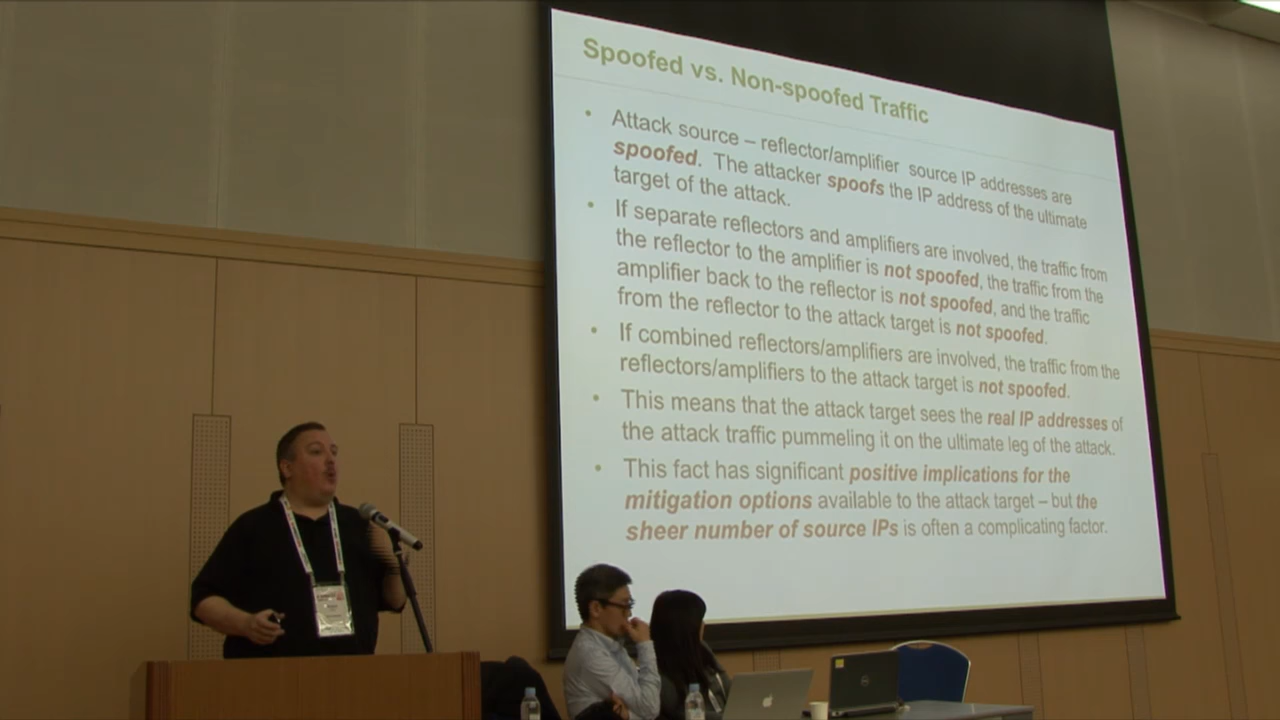 Spoofed vs. Non-spoofed Traffic
• Attack source – reflector/amplifier source IP addresses are
spoofed. The attacker spoofs the IP address of the ultimate
target of the attack.
• If separate reflectors and amplifiers are involved, the traffic from
the reflector to the amplifier is not spoofed, the traffic from the
amplifier back to the reflector is not spoofed, and the traffic
from the reflector to the attack target is not spoofed.
• If combined reflectors/amplifiers are involved, the traffic from the
reflectors/amplifiers to the attack target is not spoofed.
• This means that the attack target sees the real IP addresses of
the attack traffic pummeling it on the ultimate leg of the attack.
• This fact has significant positive implications for the
mitigation options available to the attack target – but the
sheer number of source IPs is often a complicating factor.